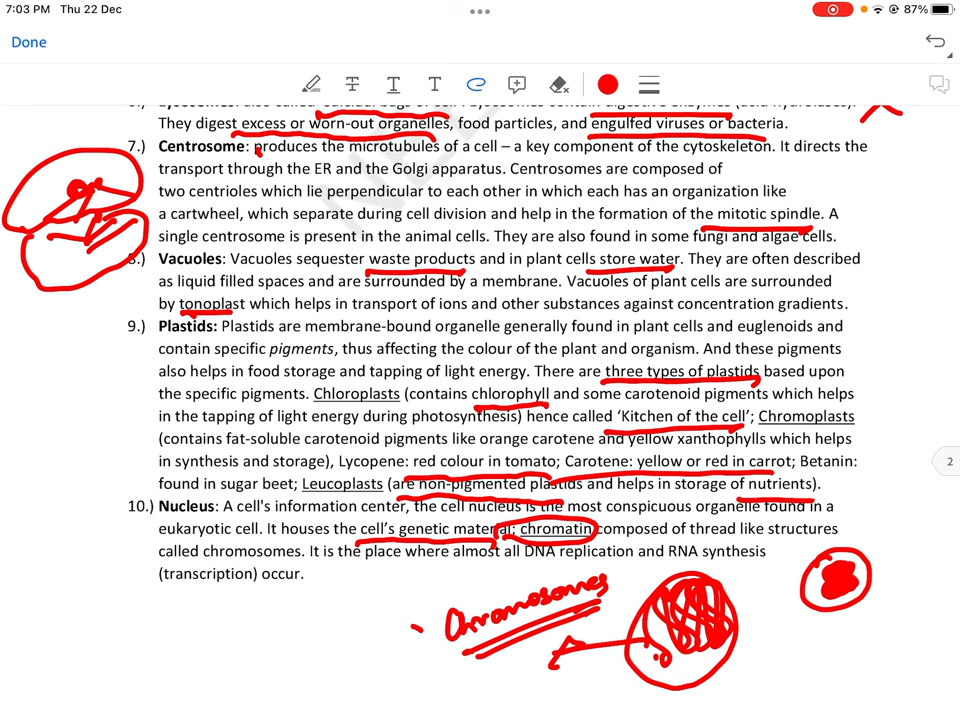 7:03 PM Thu 22 Dec
87%
Done
They digest excess or worn-out organelles, food particles, and engulfed viruses or bacteria.
7.) Centrosome: produces the microtubules of a cell – a key component of the cytoskeleton. It directs the
transport through the ER and the Golgi apparatus. Centrosomes are composed of
two centrioles which lie perpendicular to each other in which each has an organization like
a cartwheel, which separate during cell division and help in the formation of the mitotic spindle. A
single centrosome is present in the animal cells. They are also found in some fungi and algae cells.
8.) Vacuoles: Vacuoles sequester waste products and in plant cells store water. They are often described
as liquid filled spaces and are surrounded by a membrane. Vacuoles of plant cells are surrounded
by tonoplast which helps in transport of ions and other substances against concentration gradients.
9.) Plastids: Plastids are membrane-bound organelle generally found in plant cells and euglenoids and
contain specific pigments, thus affecting the colour of the plant and organism. And these pigments
also helps in food storage and tapping of light energy. There are three types of plastids based upon
the specific pigments. Chloroplasts (contains chlorophyll and some carotenoid pigments which helps
in the tapping of light energy during photosynthesis) hence called ‘Kitchen of the cell’; Chromoplasts
(contains fat-soluble carotenoid pigments like orange carotene and yellow xanthophylls which helps
in synthesis and storage), Lycopene: red colour in tomato; Carotene: yellow or red in carrot; Betanin:
found in sugar beet; Leucoplasts (are non-pigmented plastids and helps in storage of nutrients).
2
10.) Nucleus: A cell's information center, the cell nucleus is the most conspicuous organelle found in a
eukaryotic cell. It houses the cell’s genetic material; chromatin composed of thread like structures
called chromosomes. It is the place where almost all DNA replication and RNA synthesis
(transcription) occur.
Chromosomes